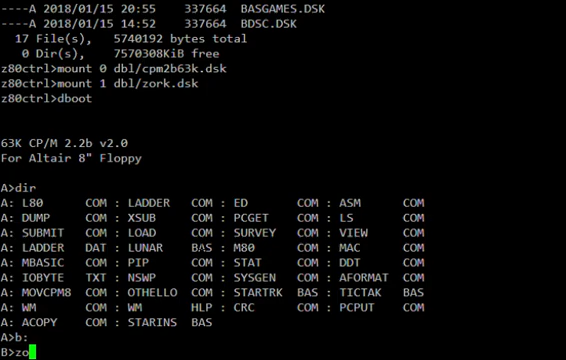 ----A 2018/01/15 20:55    337664  BASGAMES.DSK
----A 2018/01/15 14:52    337664  BDSC.DSK
  17 File(s),   5740192 bytes total
   0 Dir(s),    7570308KiB free
z80ctrl>mount 0 dbl/cpm2b63k.dsk
z80ctrl>mount 1 dbl/zork.dsk
z80ctrl>dboot
63K CP/M 2.2b v2.0
For Altair 8" Floppy
A>dir
A: L80      COM : LADDER   COM : ED       COM : ASM      COM
A: DUMP     COM : XSUB     COM : PCGET    COM : LS       COM
A: SUBMIT   COM : LOAD     COM : SURVEY   COM : VIEW     COM
A: LADDER   DAT : LUNAR    BAS : M80      COM : MAC      COM
A: MBASIC   COM : PIP      COM : STAT     COM : DDT      COM
A: IOBYTE   TXT : NSWP     COM : SYSGEN   COM : AFORMAT  COM
A: MOVCPM8  COM : OTHELLO  COM : STARTRK  BAS : TICTAK   BAS
A: WM       COM : WM       HLP : CRC      COM : PCPUT    COM
A: ACOPY    COM : STARINS  BAS
A>b:
B>zo